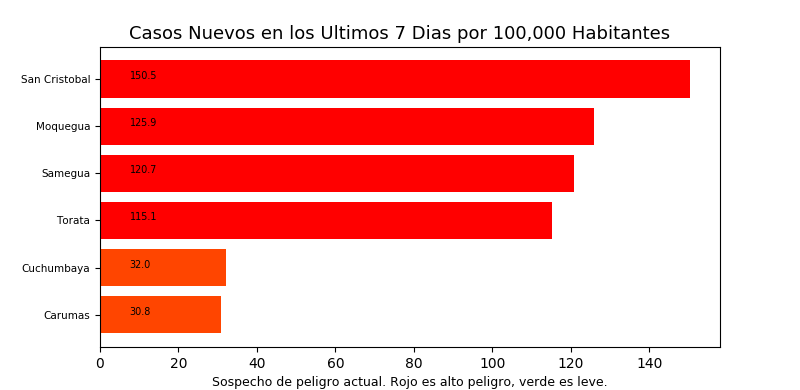 Casos Nuevos en los Ultimos 7 Dias por 100,000 Habitantes
San Cristobal 150.5
Moquegua 125.9
Samegua 120.7
Torata 115.1
Cuchumbaya 32.0
Carumas 30.8
0 20 40 60 80 100 120 140
Sospecho de peligro actual. Rojo es alto peligro, verde es leve.